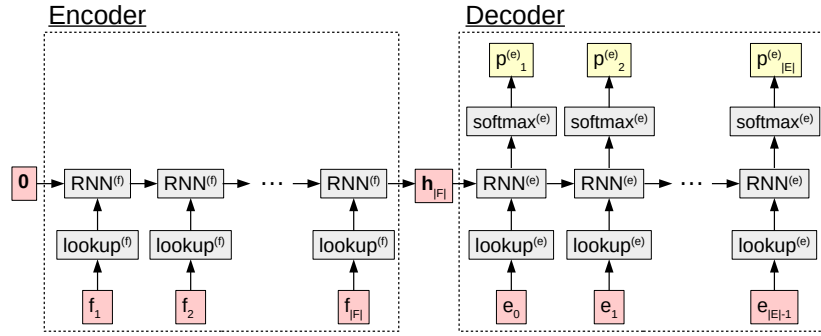 Encoder Decoder
p(e)1 p(e)2 p(e)|E|
softmax(e) softmax(e) softmax(e)
0 RNN(f) RNN(f) ... RNN(f) h|F| RNN(e) RNN(e) ... RNN(e)
lookup(f) lookup(f) lookup(f) lookup(e) lookup(e) lookup(e)
f1 f2 f|F| e0 e1 e|E|-1